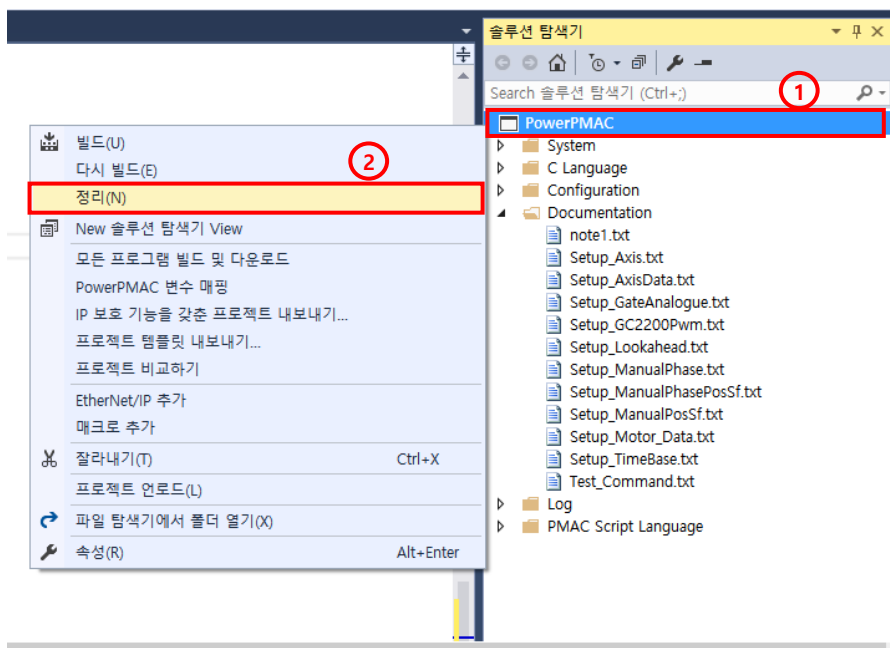 솔루션 탐색기
Search 솔루션 탐색기 (Ctrl+;)
1
PowerPMAC
System
C Language
Configuration
Documentation
note1.txt
Setup_Axis.txt
Setup_AxisData.txt
Setup_GateAnalogue.txt
Setup_GC2200Pwm.txt
Setup_Lookahead.txt
Setup_ManualPhase.txt
Setup_ManualPhasePosSf.txt
Setup_ManualPosSf.txt
Setup_Motor_Data.txt
Setup_TimeBase.txt
Test_Command.txt
Log
PMAC Script Language
빌드(U)
다시 빌드(E)
2
정리(N)
New 솔루션 탐색기 View
모든 프로그램 빌드 및 다운로드
PowerPMAC 변수 매핑
IP 보호 기능을 갖춘 프로젝트 내보내기...
프로젝트 템플릿 내보내기...
프로젝트 비교하기
EtherNet/IP 추가
매크로 추가
잘라내기(T) Ctrl+X
프로젝트 언로드(L)
파일 탐색기에서 폴더 열기(X)
속성(R) Alt+Enter